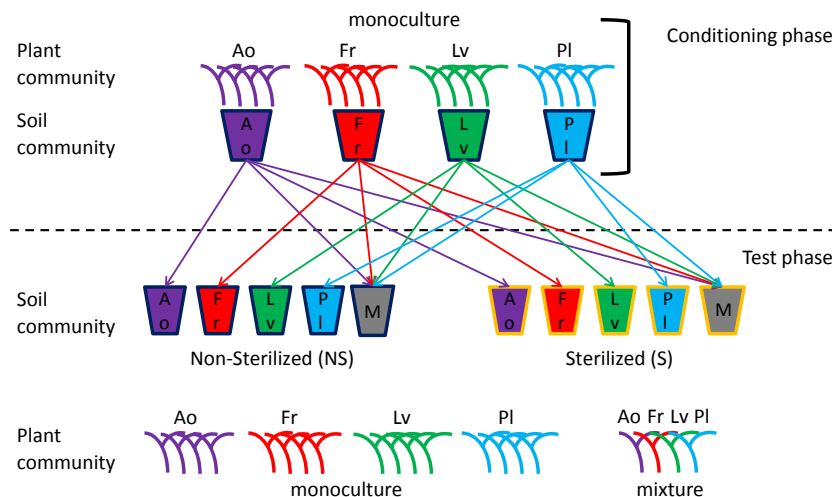 monoculture
Conditioning phase
Plant community
Ao Fr Lv Pl
Soil community
A o
F r
L v
P l
Test phase
Soil community
A o
F r
L v
P l
M
A o
F r
L v
P l
M
Non-Sterilized (NS)
Sterilized (S)
Plant community
Ao Fr Lv Pl
Ao Fr Lv Pl
monoculture
mixture